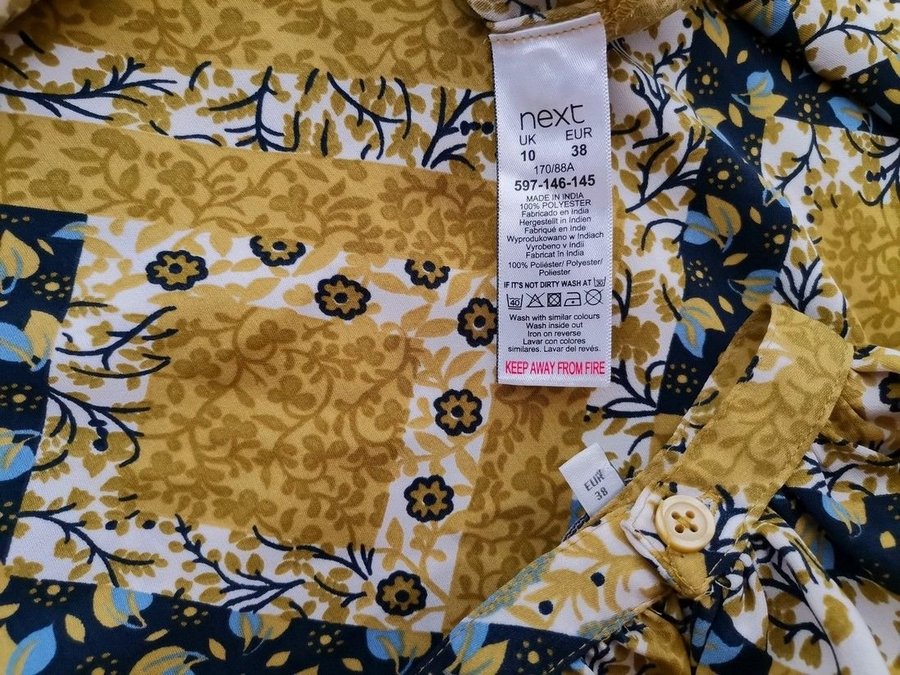 next
UK EUR
10 38
170/88A
597-146-145
MADE IN INDIA
100% POLYESTER
Fabricado en India
Hergestellt in Indien
Fabriqué en Inde
Wyprodukowano w Indiach
Vyrobeno v Indii
Fabricat în India
100% Poliéster/ Polyester/
Poliester
IF IT'S NOT DIRTY WASH AT 30
40
Wash with similar colours
Wash inside out
Iron on reverse
Lavar con colores
similares. Lavar del revés.
KEEP AWAY FROM FIRE
EUR
38